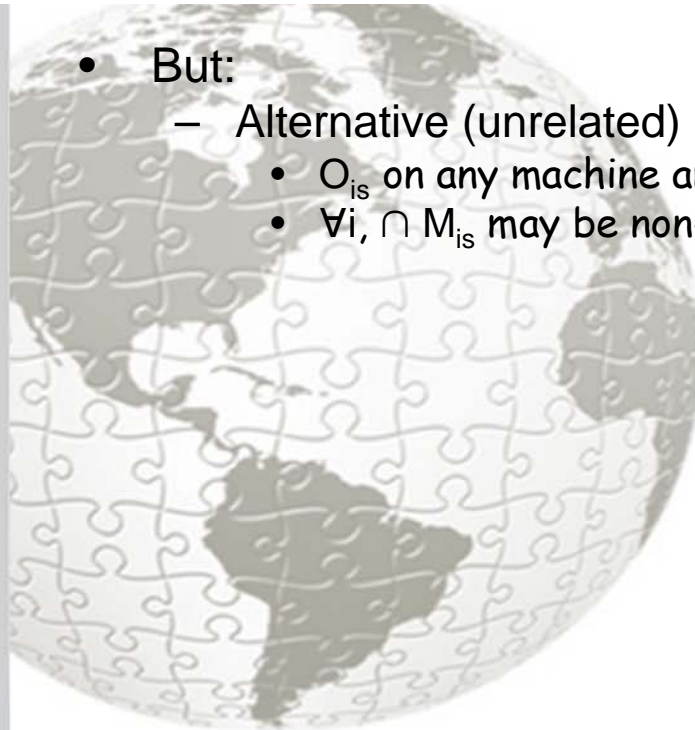 • But:
– Alternative (unrelated)
• O_is on any machine
• ∀i, ∩ M_is may be non-